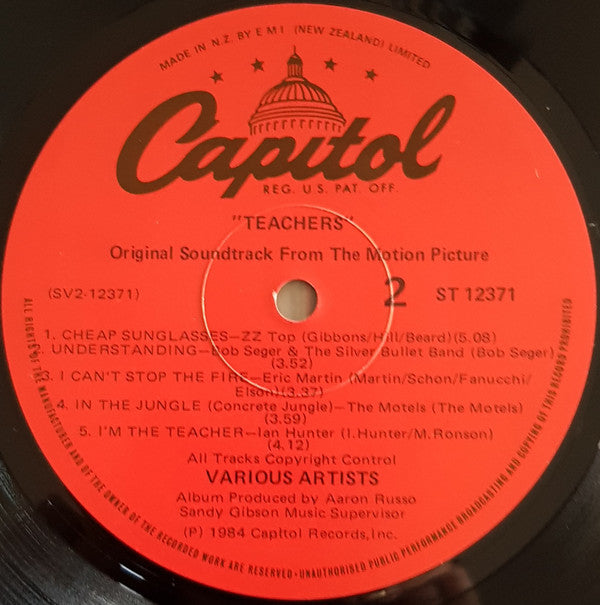 MADE IN N.Z. BY E M I (NEW ZEALAND) LIMITED
Capitol
REG. U.S. PAT. OFF.
"TEACHERS"
Original Soundtrack From The Motion Picture
(SV2-12371) 2 ST 12371
1. CHEAP SUNGLASSES—ZZ Top (Gibbons/Hill/Beard)(5.08)
2. UNDERSTANDING—Bob Seger & The Silver Bullet Band (Bob Seger)
(3.52)
3. I CAN'T STOP THE FIRE—Eric Martin (Martin/Schon/Fanucchi/
Elson)(3.37)
4. IN THE JUNGLE (Concrete Jungle)—The Motels (The Motels)
(3.59)
5. I'M THE TEACHER—Ian Hunter (I.Hunter/M.Ronson)
(4.12)
All Tracks Copyright Control
VARIOUS ARTISTS
Album Produced by Aaron Russo
Sandy Gibson Music Supervisor
(P) 1984 Capitol Records, Inc.
ALL RIGHTS OF THE MANUFACTURER AND OF THE OWNER OF THE RECORDED WORK ARE RESERVED - UNAUTHORISED PUBLIC PERFORMANCE BROADCASTING AND COPYING OF THIS RECORD PROHIBITED